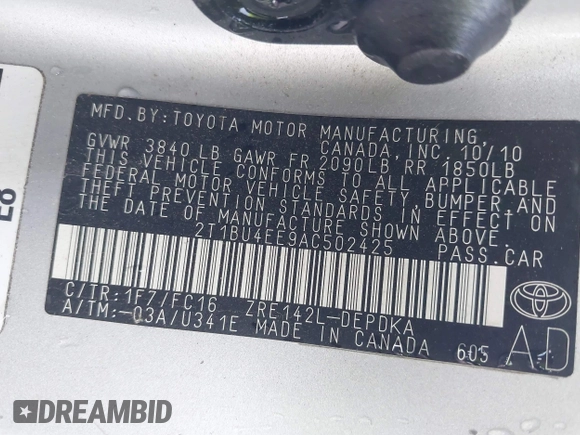 MFD. BY: TOYOTA MOTOR MANUFACTURING,
CANADA, INC. 10/10
GVWR 3840 LB GAWR FR 2090LB RR 1850LB
THIS VEHICLE CONFORMS TO ALL APPLICABLE
FEDERAL MOTOR VEHICLE SAFETY, BUMPER AND
THEFT PREVENTION STANDARDS IN EFFECT ON
THE DATE OF MANUFACTURE SHOWN ABOVE.
2T1BU4EE9AC502425 PASS. CAR
C/TR: 1F7/FC16 ZRE142L-DEPDKA
A/TM: -03A/U341E MADE IN CANADA 605 AD
TOYOTA
E8
DREAMBID